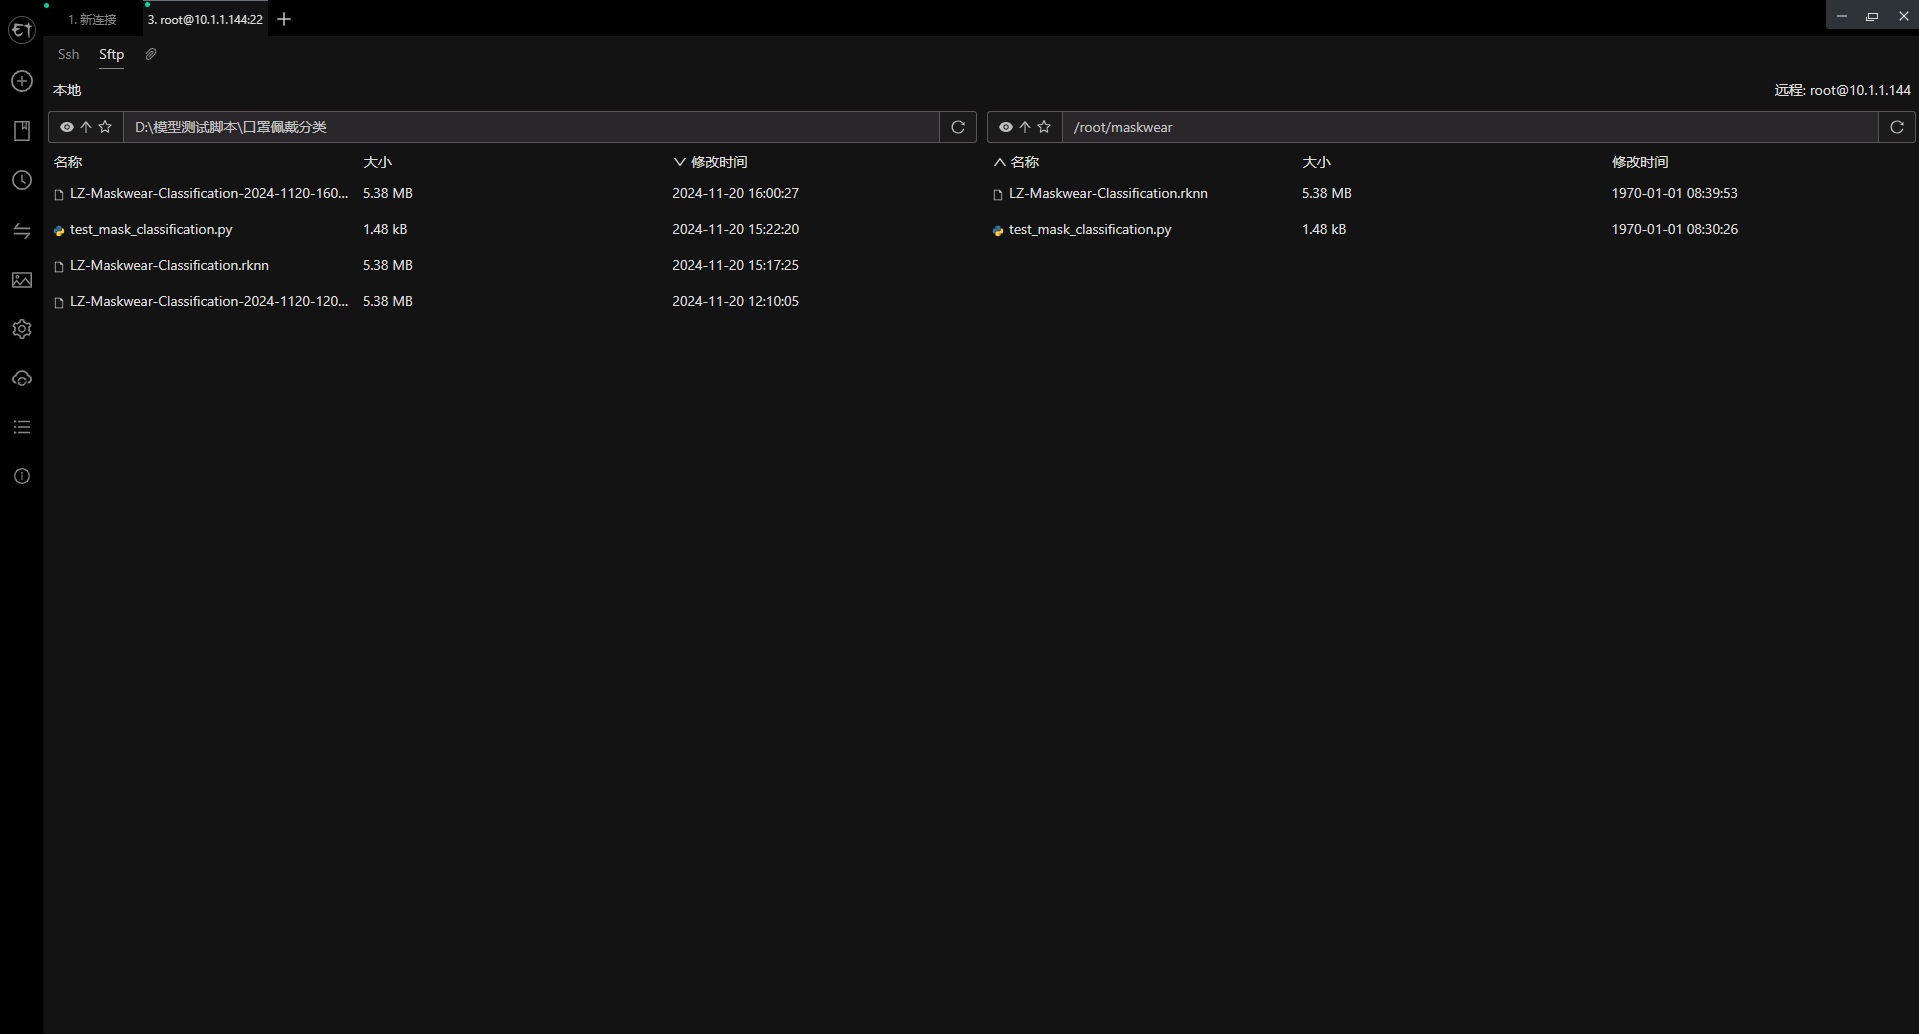 1. 新连接
3. root@10.1.1.144:22
Ssh Sftp
本地
远程: root@10.1.1.144
D:\模型测试脚本\口罩佩戴分类
/root/maskwear
名称 大小 修改时间
名称 大小 修改时间
LZ-Maskwear-Classification-2024-1120-160... 5.38 MB 2024-11-20 16:00:27
LZ-Maskwear-Classification.rknn 5.38 MB 1970-01-01 08:39:53
test_mask_classification.py 1.48 kB 2024-11-20 15:22:20
test_mask_classification.py 1.48 kB 1970-01-01 08:30:26
LZ-Maskwear-Classification.rknn 5.38 MB 2024-11-20 15:17:25
LZ-Maskwear-Classification-2024-1120-120... 5.38 MB 2024-11-20 12:10:05